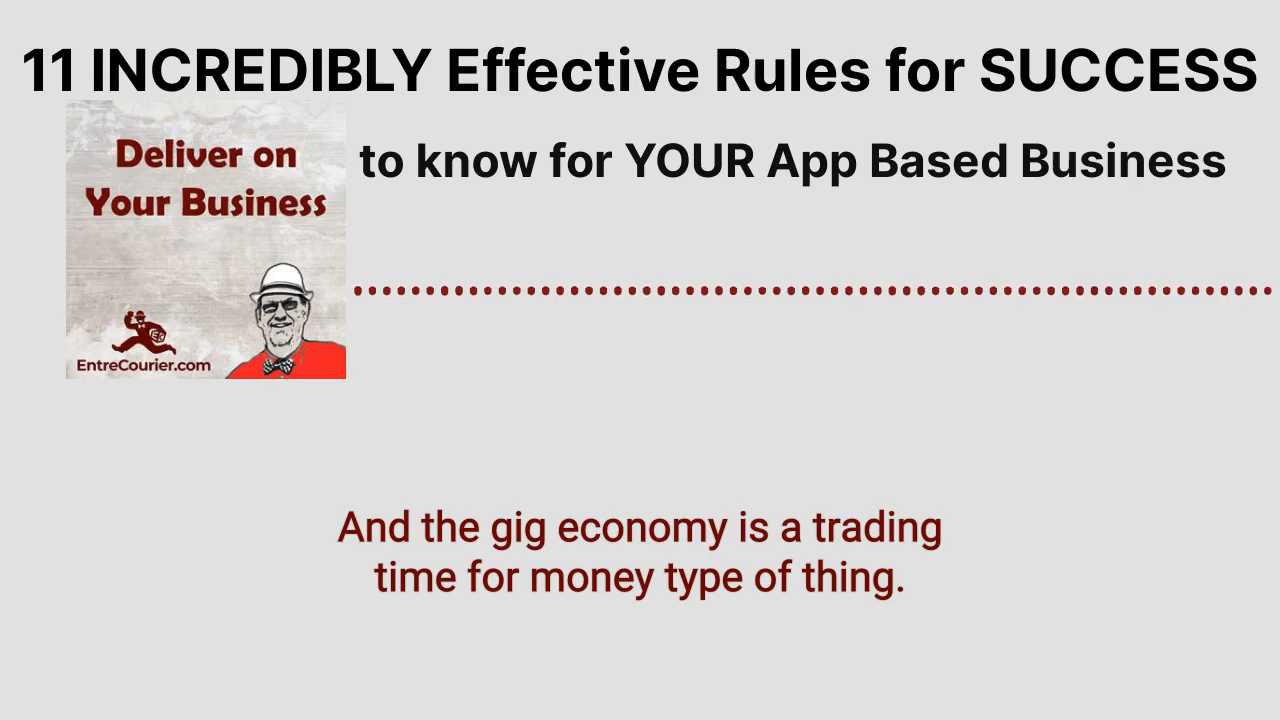 11 INCREDIBLY Effective Rules for SUCCESS
to know for YOUR App Based Business
Deliver on
Your Business
EntreCourier.com
And the gig economy is a trading
time for money type of thing.